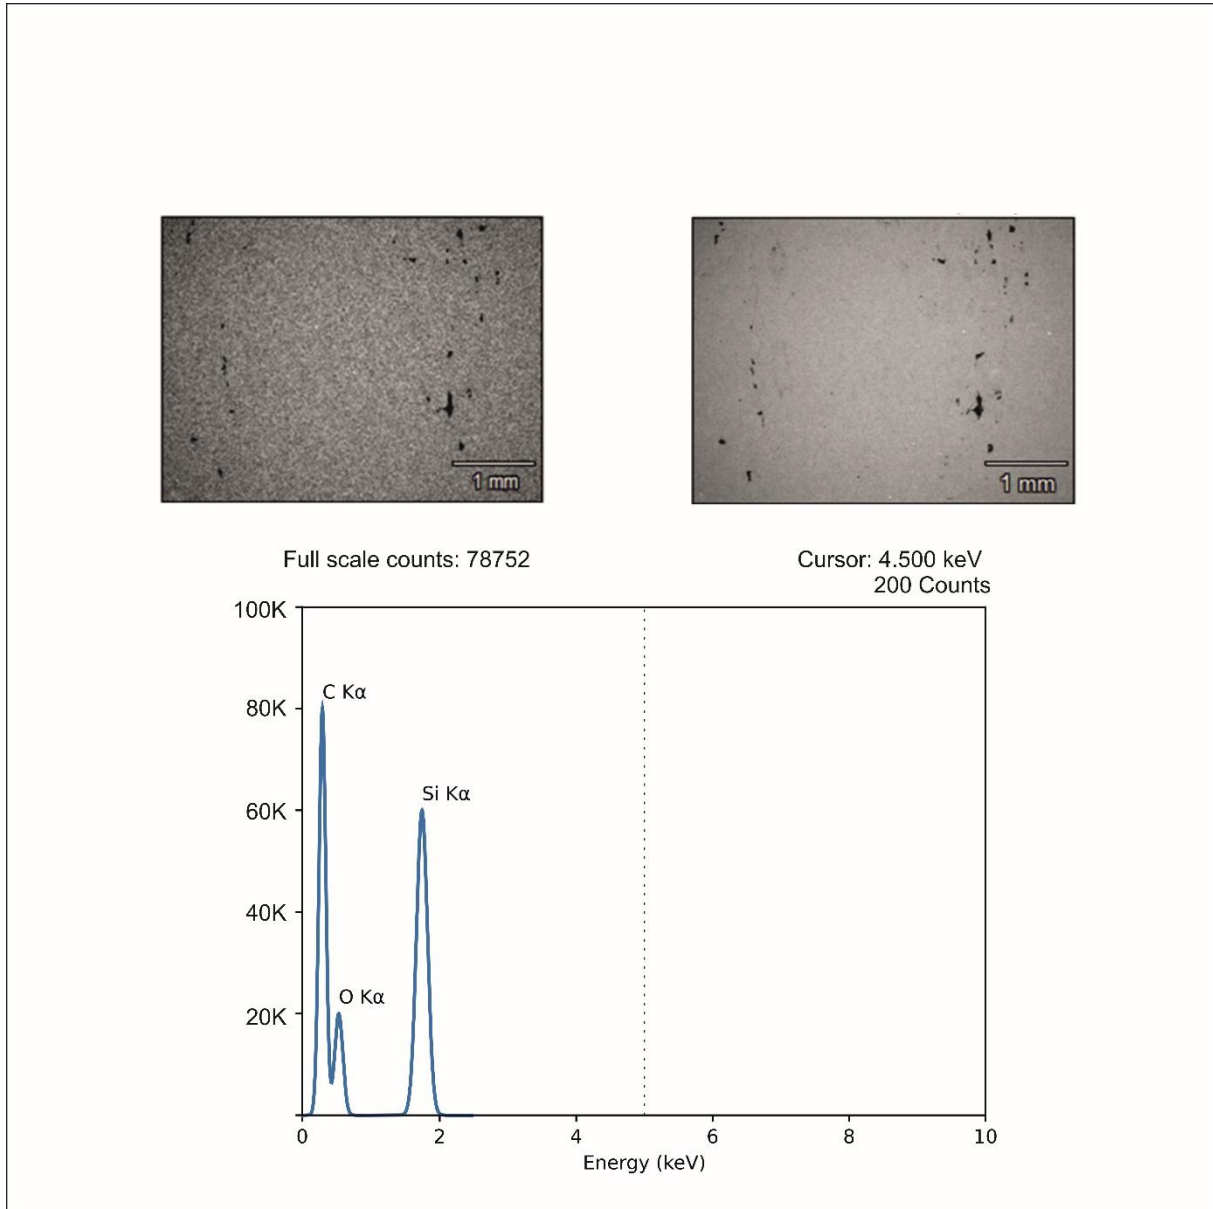 1 mm
1 mm
Full scale counts: 78752
Cursor: 4.500 keV
200 Counts
100K
80K
60K
40K
20K
C Kα
O Kα
Si Kα
0
2
4
6
8
10
Energy (keV)